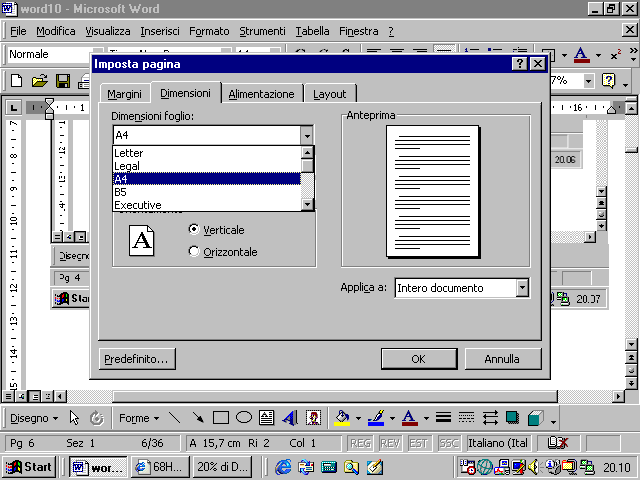 word10 - Microsoft Word
File Modifica Visualizza Inserisci Formato Strumenti Tabella Finestra ?
Normale
7%
Imposta pagina
Margini Dimensioni Alimentazione Layout
Dimensioni foglio:
A4
Letter
Legal
A4
B5
Executive
Verticale
Orizzontale
Anteprima
Applica a: Intero documento
Predefinito... OK Annulla
20.06
Disegno
Pg 4
Star
20.07
Disegno Forme
Pg 6 Sez 1 6/36 A 15,7 cm Ri 2 Col 1 REG REV EST SSC Italiano (Ital
Start wor... 68H... 20% di D... 20.10